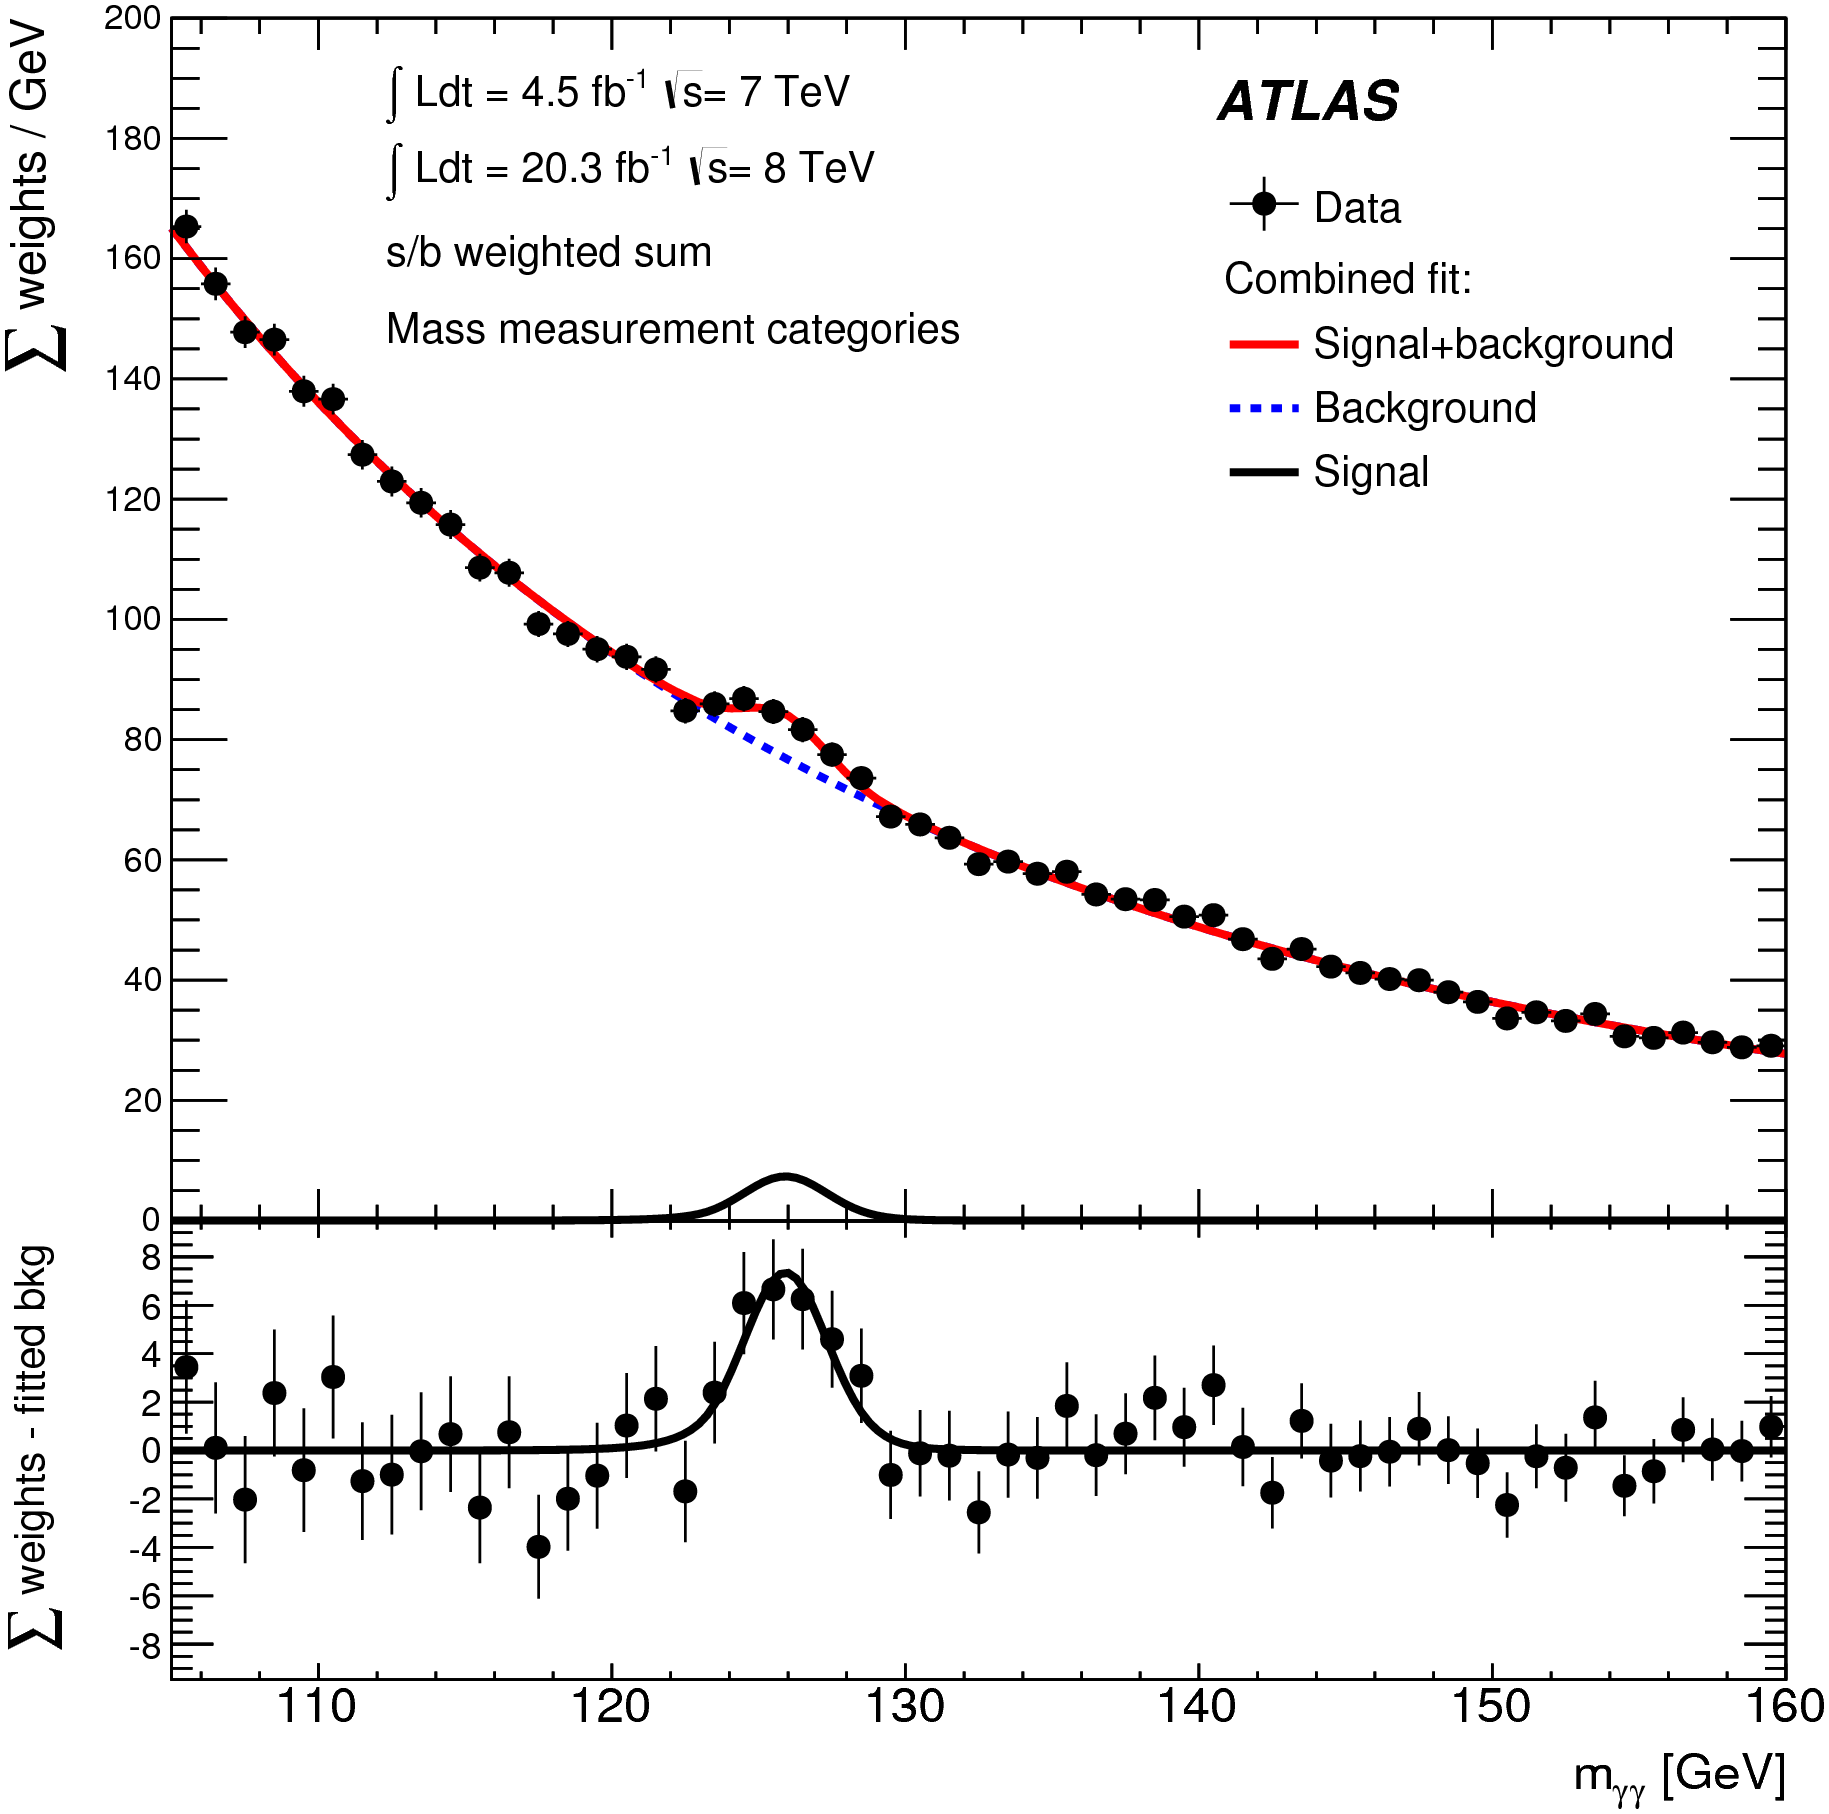 200
180
160
140
120
100
80
60
40
20
0
∑ weights / GeV
∫ Ldt = 4.5 fb⁻¹ √s= 7 TeV
∫ Ldt = 20.3 fb⁻¹ √s= 8 TeV
s/b weighted sum
Mass measurement categories
ATLAS
Data
Combined fit:
Signal+background
Background
Signal
8
6
4
2
0
-2
-4
-6
-8
∑ weights - fitted bkg
110 120 130 140 150 160
m_γγ [GeV]